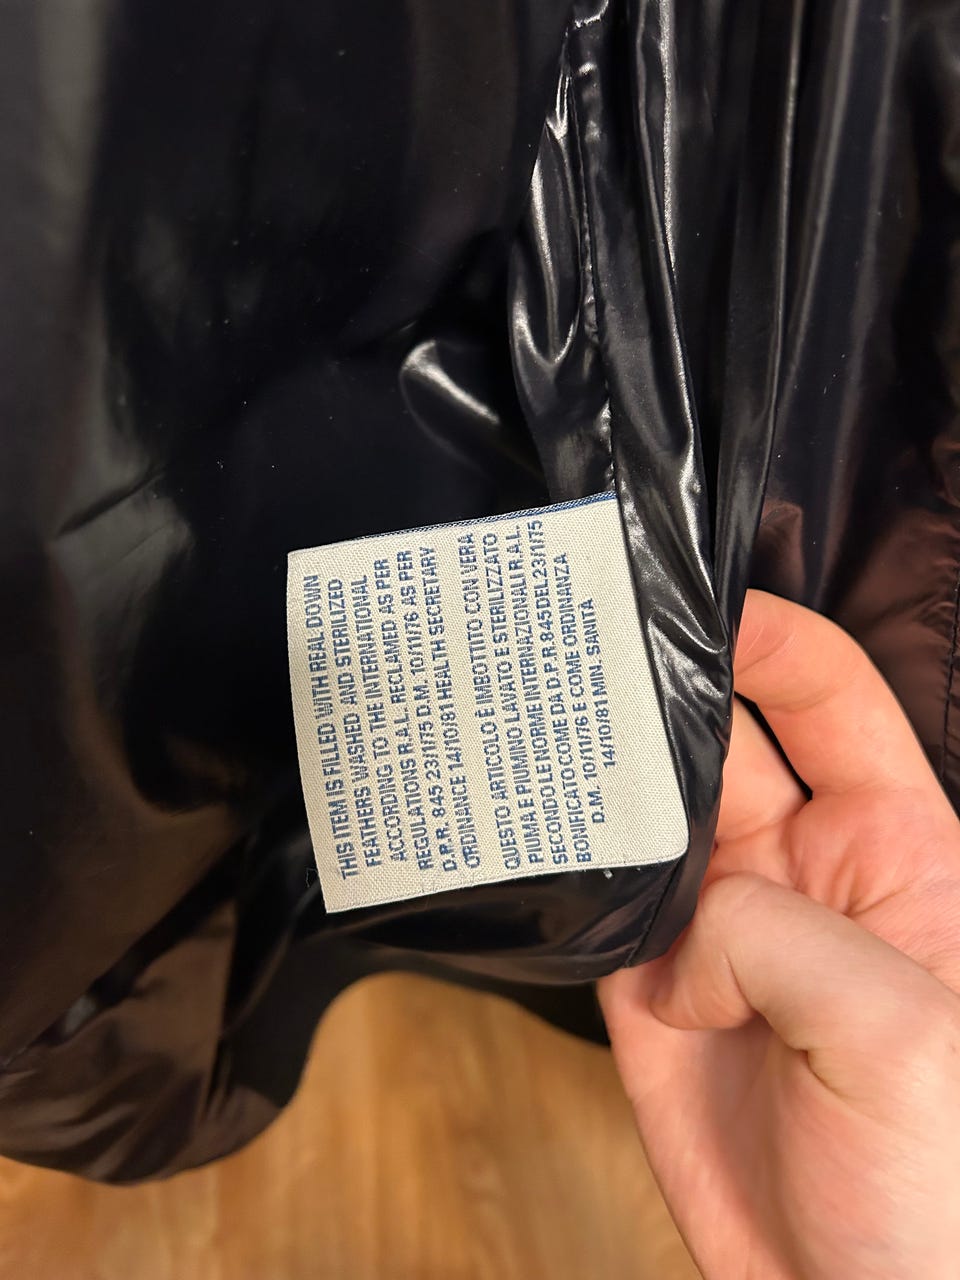 THIS ITEM IS FILLED WITH REAL DOWN
FEATHERS WASHED AND STERILIZED
ACCORDING TO THE INTERNATIONAL
REGULATIONS R.A.L. RECLAIMED AS PER
D.P.R. 845 23/1/75 D.M. 10/11/76 AS PER
ORDINANCE 14/10/81 HEALTH SECRETARY
QUESTO ARTICOLO È IMBOTTITO CON VERA
PIUMA E PIUMINO LAVATO E STERILIZZATO
SECONDO LE NORME INTERNAZIONALI R.A.L.
BONIFICATO COME DA D.P.R. 845 DEL 23/1/75
D.M. 10/11/76 E COME ORDINANZA
14/10/81 MIN. SANITA